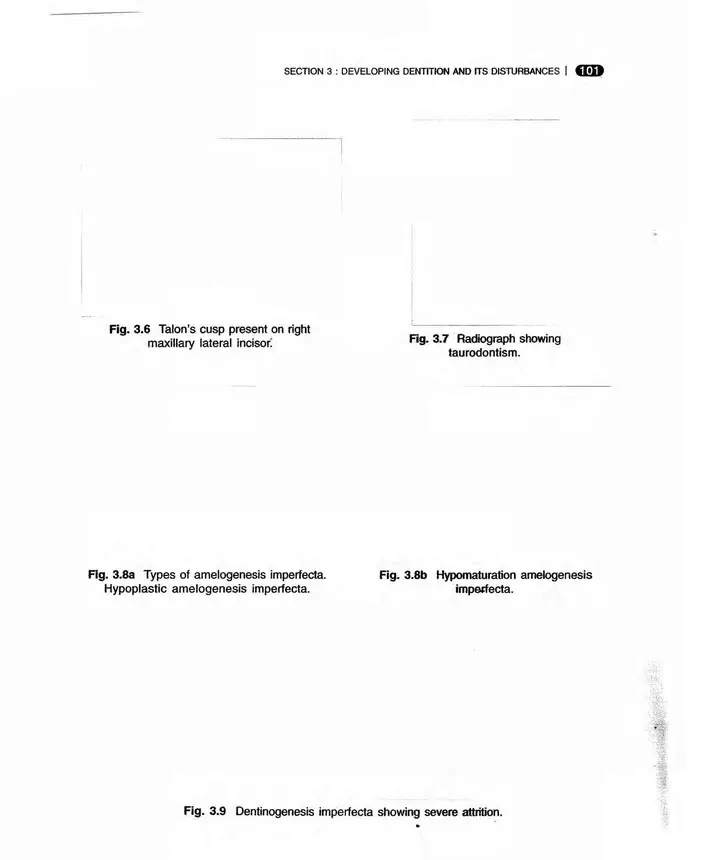 SECTION 3 : DEVELOPING DENTITION AND ITS DISTURBANCES | 101
Fig. 3.6 Talon's cusp present on right
maxillary lateral incisor.
Fig. 3.7 Radiograph showing
taurodontism.
Fig. 3.8a Types of amelogenesis imperfecta.
Hypoplastic amelogenesis imperfecta.
Fig. 3.8b Hypomaturation amelogenesis
imperfecta.
Fig. 3.9 Dentinogenesis imperfecta showing severe attrition.